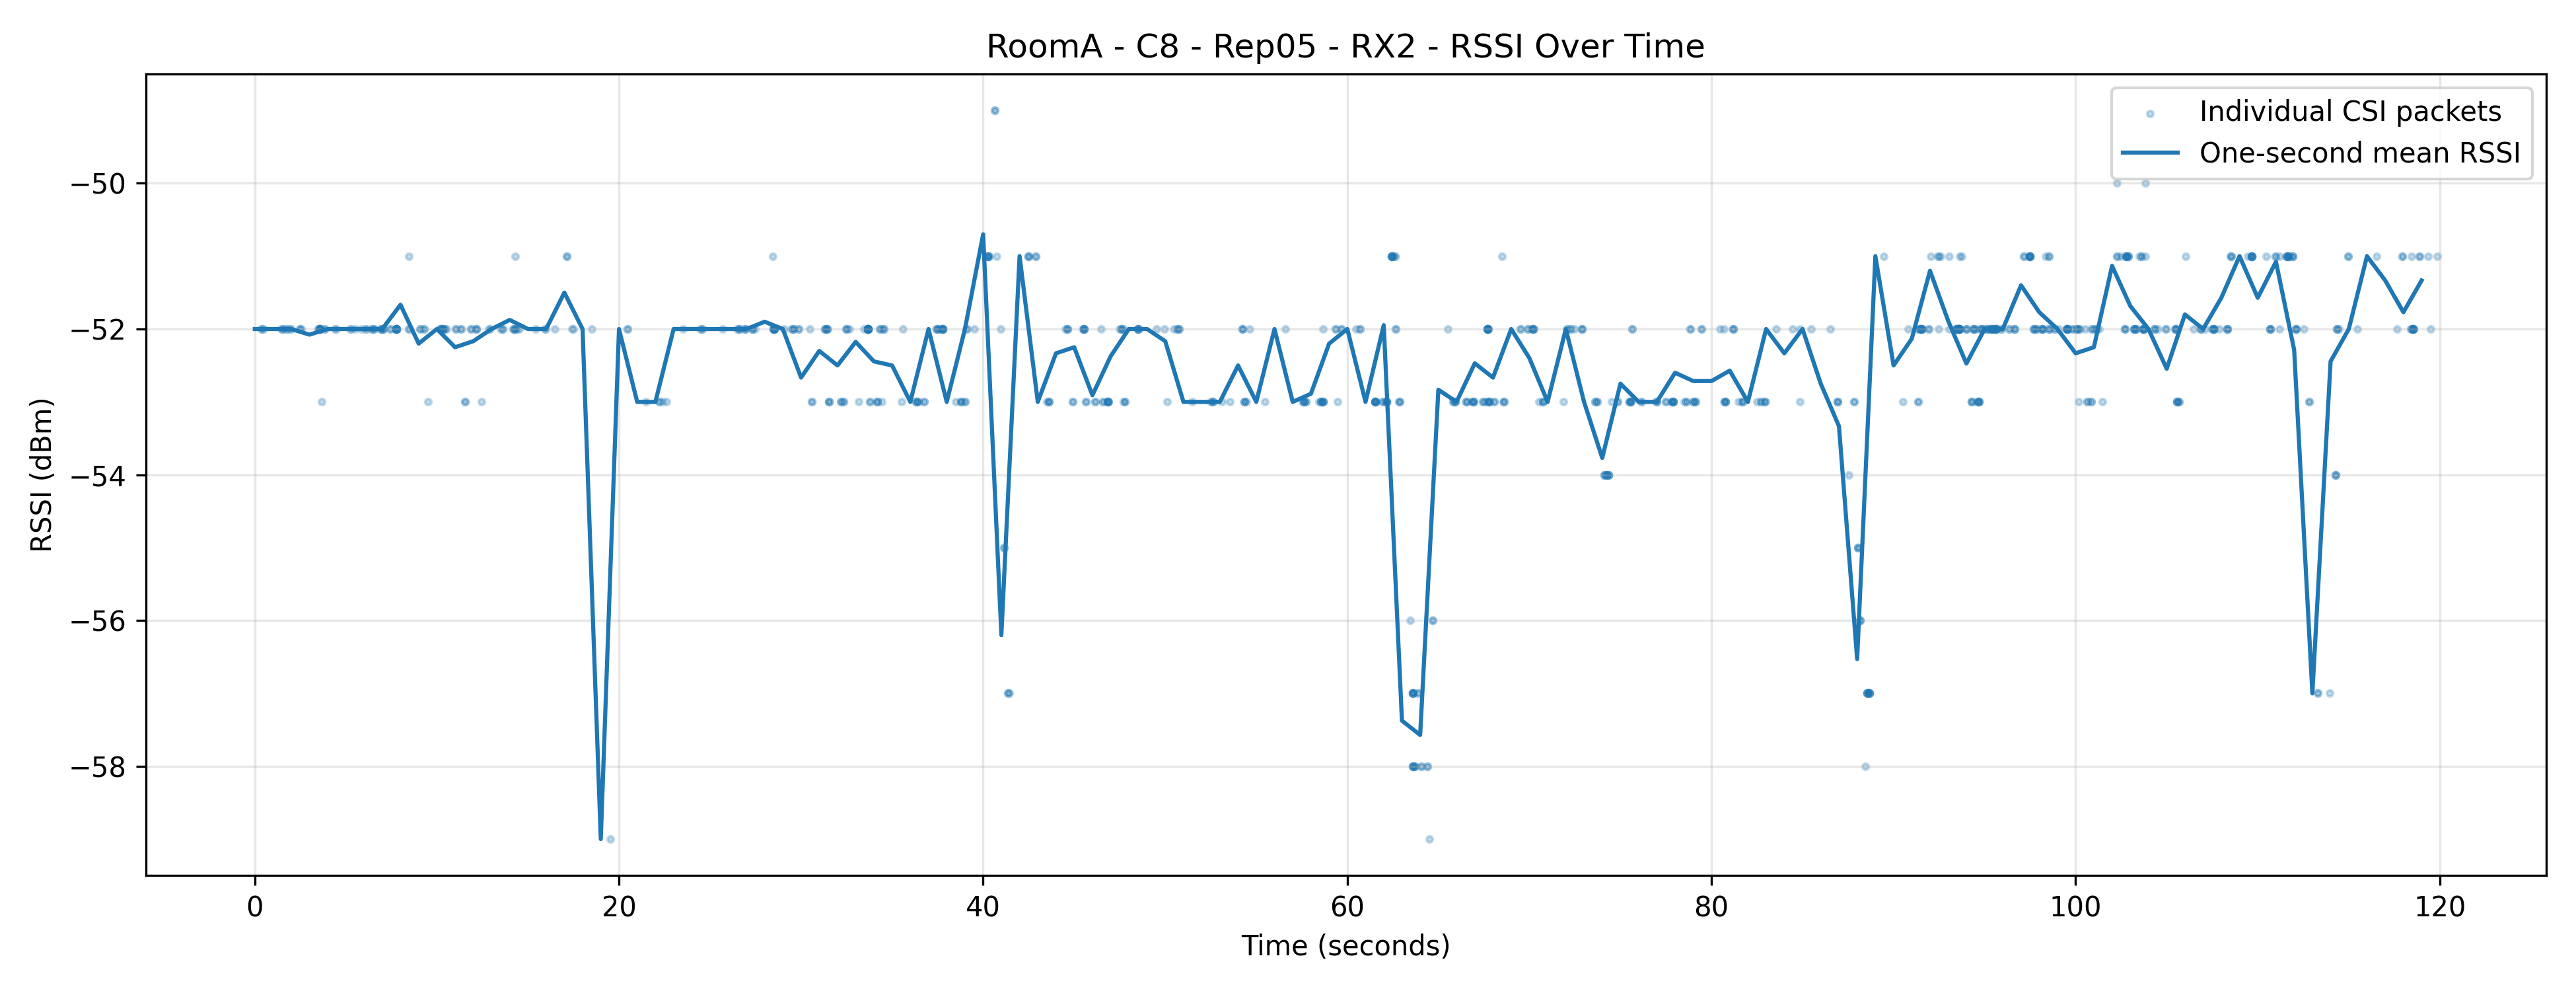 RoomA - C8 - Rep05 - RX2 - RSSI Over Time
Individual CSI packets
One-second mean RSSI
RSSI (dBm)
−50
−52
−54
−56
−58
0 20 40 60 80 100 120
Time (seconds)